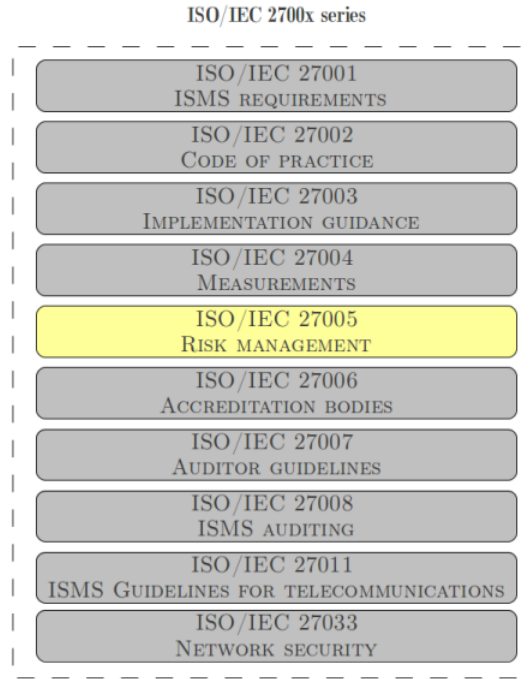 ISO/IEC 2700x series
ISO/IEC 27001
ISMS REQUIREMENTS
ISO/IEC 27002
CODE OF PRACTICE
ISO/IEC 27003
IMPLEMENTATION GUIDANCE
ISO/IEC 27004
MEASUREMENTS
ISO/IEC 27005
RISK MANAGEMENT
ISO/IEC 27006
ACCREDITATION BODIES
ISO/IEC 27007
AUDITOR GUIDELINES
ISO/IEC 27008
ISMS AUDITING
ISO/IEC 27011
ISMS GUIDELINES FOR TELECOMMUNICATIONS
ISO/IEC 27033
NETWORK SECURITY